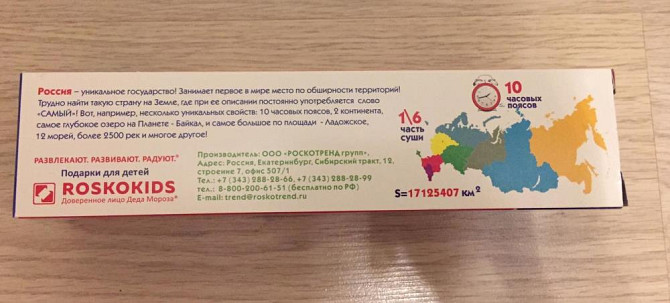 Россия – уникальное государство! Занимает первое в мире место по обширности территорий!
Трудно найти такую страну на Земле, где при ее описании постоянно употребляется слово
«САМЫЙ»! Вот, например, несколько уникальных свойств: 10 часовых поясов, 2 континента,
самое глубокое озеро на Планете - Байкал, и самое большое по площади - Ладожское,
12 морей, более 2500 рек и многое другое!
РАЗВЛЕКАЮТ. РАЗВИВАЮТ. РАДУЮТ.®
Подарки для детей
ROSKOKIDS
Доверенное лицо Деда Мороза®
Производитель: ООО «РОСКОТРЕНД групп»,
Адрес: Россия, Екатеринбург, Сибирский тракт, 12,
строение 7, офис 507/1
Тел.: +7 (343) 288-28-66, +7 (343) 288-28-99
тел.: 8-800-200-61-51 (бесплатно по РФ)
E-mail: trend@roskotrend.ru
1\6
часть
суши
10
часовых
поясов
S=17125407 км²